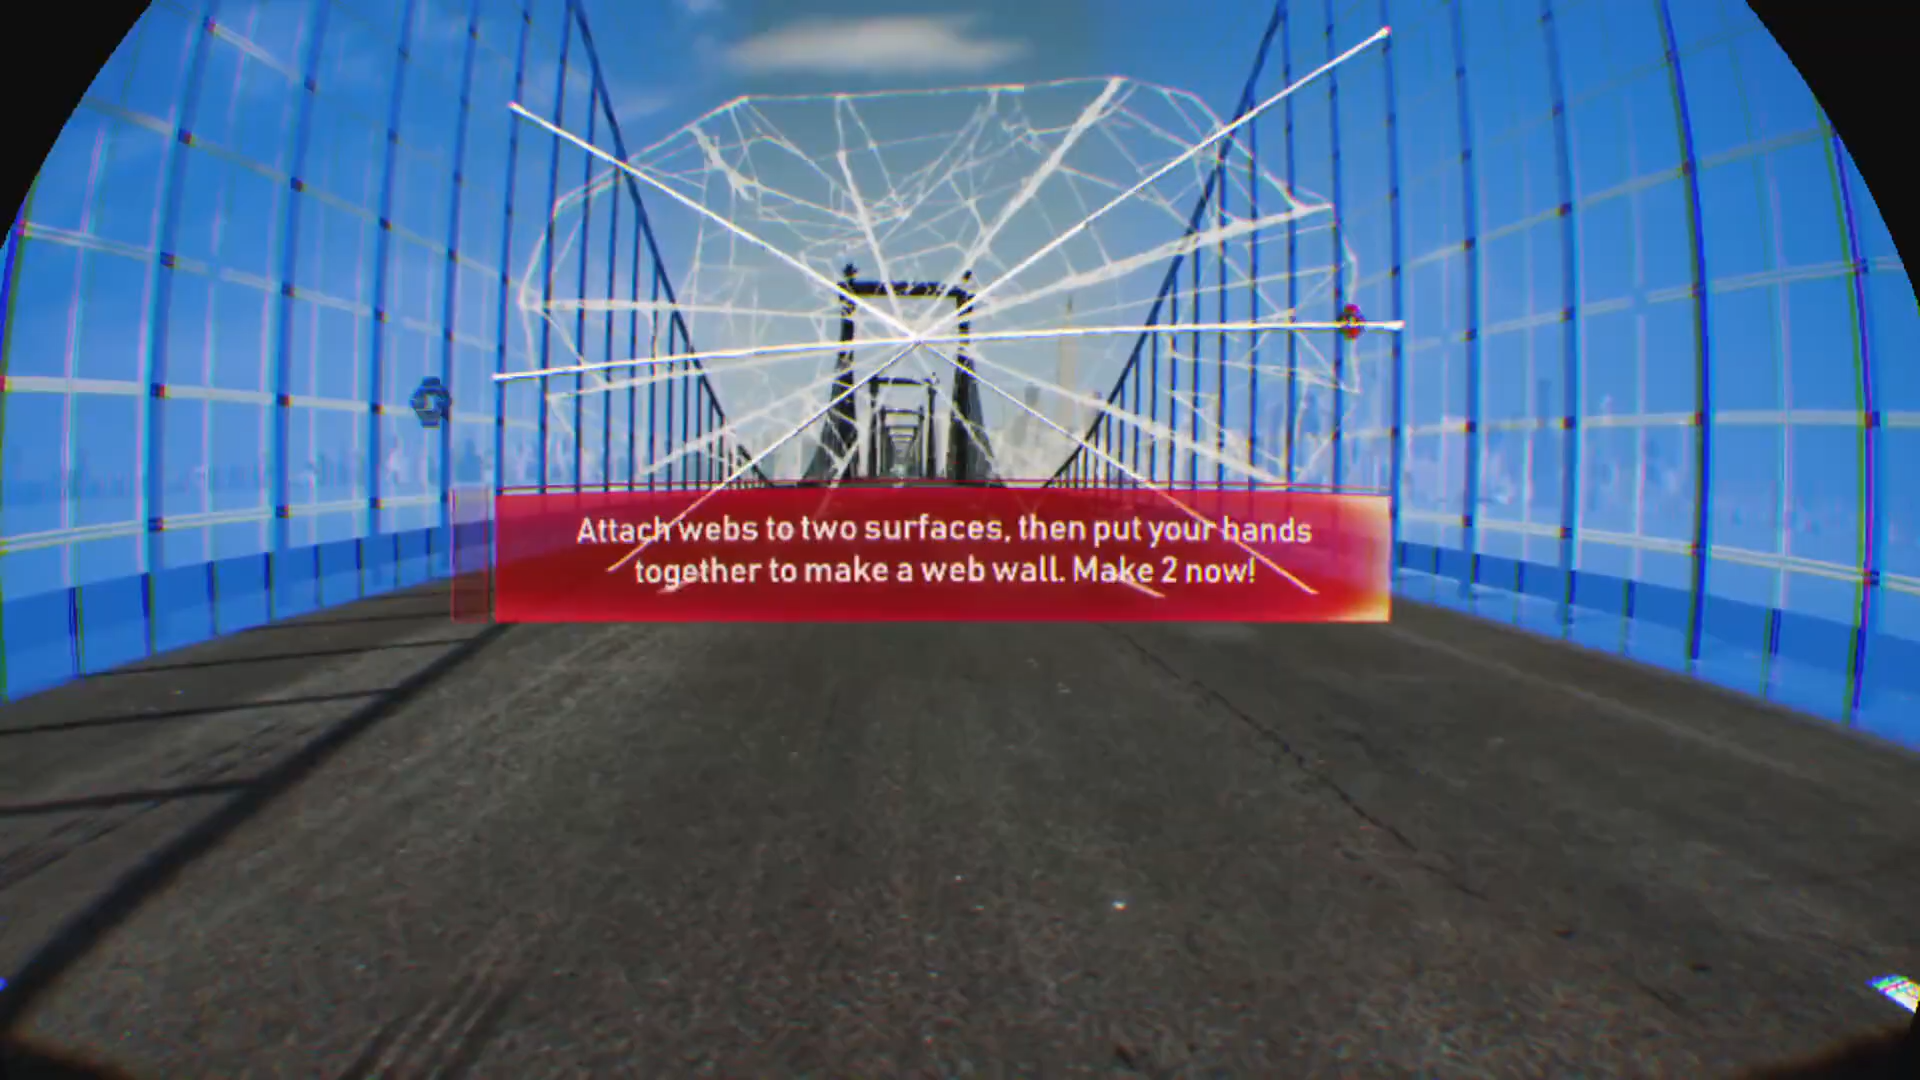 Attach webs to two surfaces, then put your hands
together to make a web wall. Make 2 now!